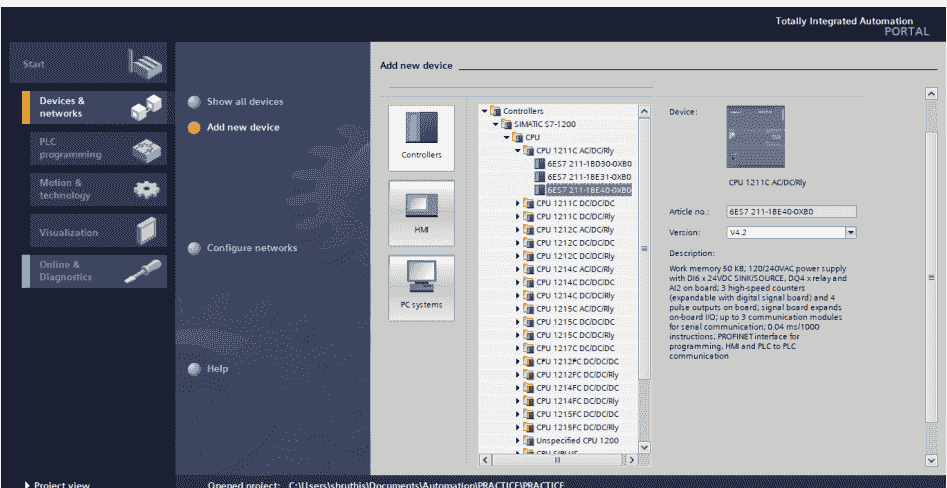 Totally Integrated Automation
PORTAL
Start
Devices &
networks
PLC
programming
Motion &
technology
Visualization
Online &
Diagnostics
Show all devices
Add new device
Configure networks
Help
Add new device
Controllers
HMI
PC systems
Controllers
SIMATIC S7-1200
CPU
CPU 1211C AC/DC/Rly
6ES7 211-1BD30-0XB0
6ES7 211-1BE31-0XB0
6ES7 211-1BE40-0XB0
CPU 1211C DC/DC/DC
CPU 1211C DC/DC/Rly
CPU 1212C AC/DC/Rly
CPU 1212C DC/DC/DC
CPU 1212C DC/DC/Rly
CPU 1214C AC/DC/Rly
CPU 1214C DC/DC/DC
CPU 1214C DC/DC/Rly
CPU 1215C AC/DC/Rly
CPU 1215C DC/DC/DC
CPU 1215C DC/DC/Rly
CPU 1217C DC/DC/DC
CPU 1212FC DC/DC/DC
CPU 1212FC DC/DC/Rly
CPU 1214FC DC/DC/DC
CPU 1214FC DC/DC/Rly
CPU 1215FC DC/DC/DC
CPU 1215FC DC/DC/Rly
Unspecified CPU 1200
CPU SIPLUS
Device:
CPU 1211C AC/DC/Rly
Article no.: 6ES7 211-1BE40-0XB0
Version: V4.2
Description:
Work memory 50 KB; 120/240VAC power supply
with DI6 x 24VDC SINK/SOURCE, DQ4 x relay and
AI2 on board; 3 high-speed counters
(expandable with digital signal board) and 4
pulse outputs on board; signal board expands
on-board I/O; up to 3 communication modules
for serial communication; 0.04 ms/1000
instructions; PROFINET interface for
programming, HMI and PLC to PLC
communication
Project view
Opened project: C:\Users\shruthis\Documents\Automation\PRACTICE\PRACTICE